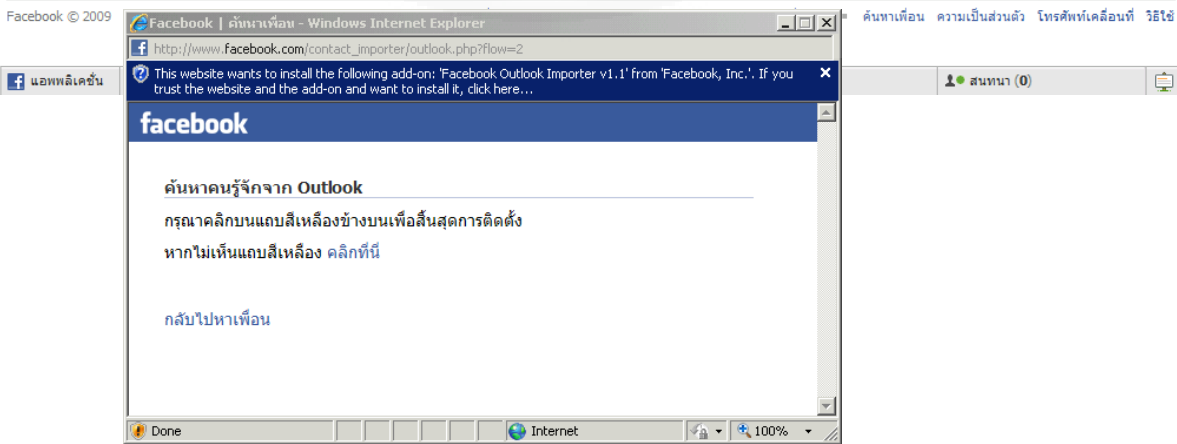 Facebook © 2009
ค้นหาเพื่อน ความเป็นส่วนตัว โทรศัพท์เคลื่อนที่ วิธีใช้
แอพพลิเคชั่น
สนทนา (0)
Facebook | ค้นหาเพื่อน - Windows Internet Explorer
http://www.facebook.com/contact_importer/outlook.php?flow=2
This website wants to install the following add-on: 'Facebook Outlook Importer v1.1' from 'Facebook, Inc.'. If you
trust the website and the add-on and want to install it, click here...
facebook
ค้นหาคนรู้จักจาก Outlook
กรุณาคลิกบนแถบสีเหลืองข้างบนเพื่อสิ้นสุดการติดตั้ง
หากไม่เห็นแถบสีเหลือง คลิกที่นี่
กลับไปหาเพื่อน
Done
Internet
100%